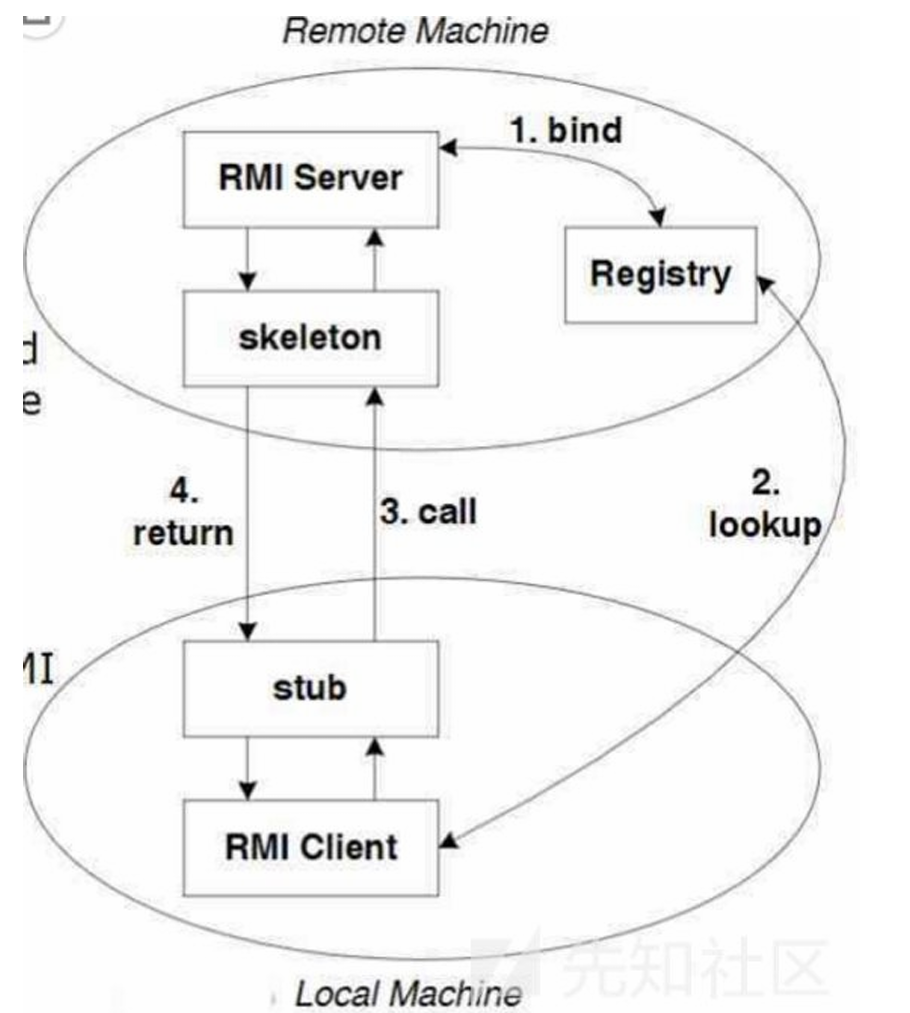 Remote Machine
1. bind
RMI Server
Registry
skeleton
d
e
4.
return
3. call
2.
lookup
MI
stub
RMI Client
先知社区
Local Machine